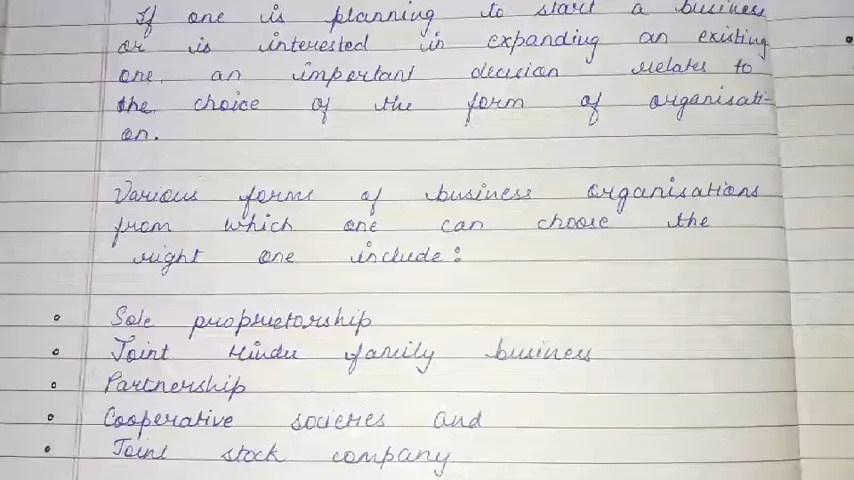 If one is planning to start a business
or is interested in expanding an existing
one, an important decision relates to
the choice of the form of organisati-
on.
Various forms of business organisations
from which one can choose the
right one include:
• Sole proprietorship
• Joint Hindu family business
• Partnership
• Cooperative societies and
• Joint stock company